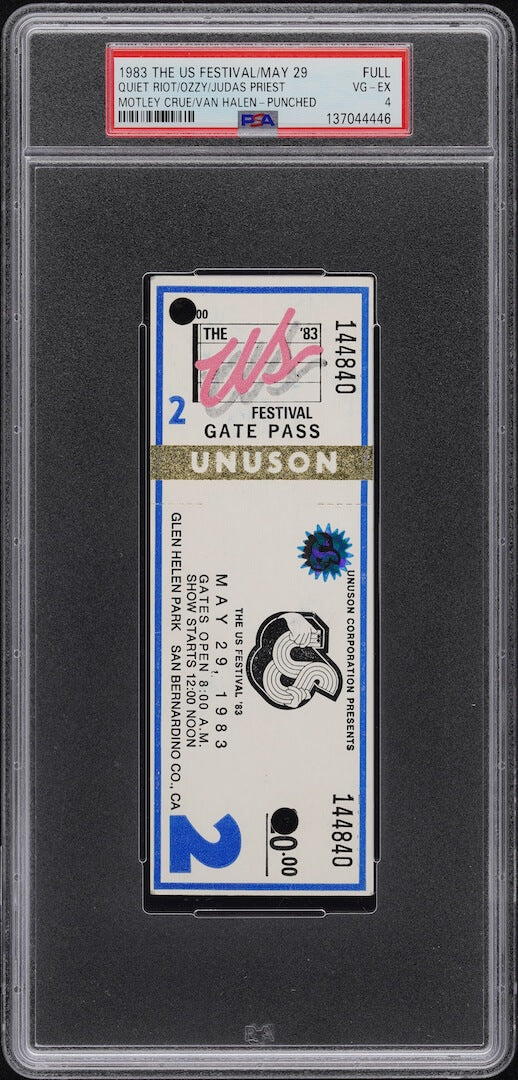 1983 THE US FESTIVAL/MAY 29 FULL
QUIET RIOT/OZZY/JUDAS PRIEST VG-EX
MOTLEY CRUE/VAN HALEN-PUNCHED 4
PSA 137044446
00
THE US '83
FESTIVAL
2
GATE PASS
144840
UNUSON
UNUSON CORPORATION PRESENTS
US
THE US FESTIVAL '83
MAY 29, 1983
GATES OPEN 8:00 A.M.
SHOW STARTS 12:00 NOON
GLEN HELEN PARK SAN BERNARDINO CO., CA
144840
0.00
2
PSA